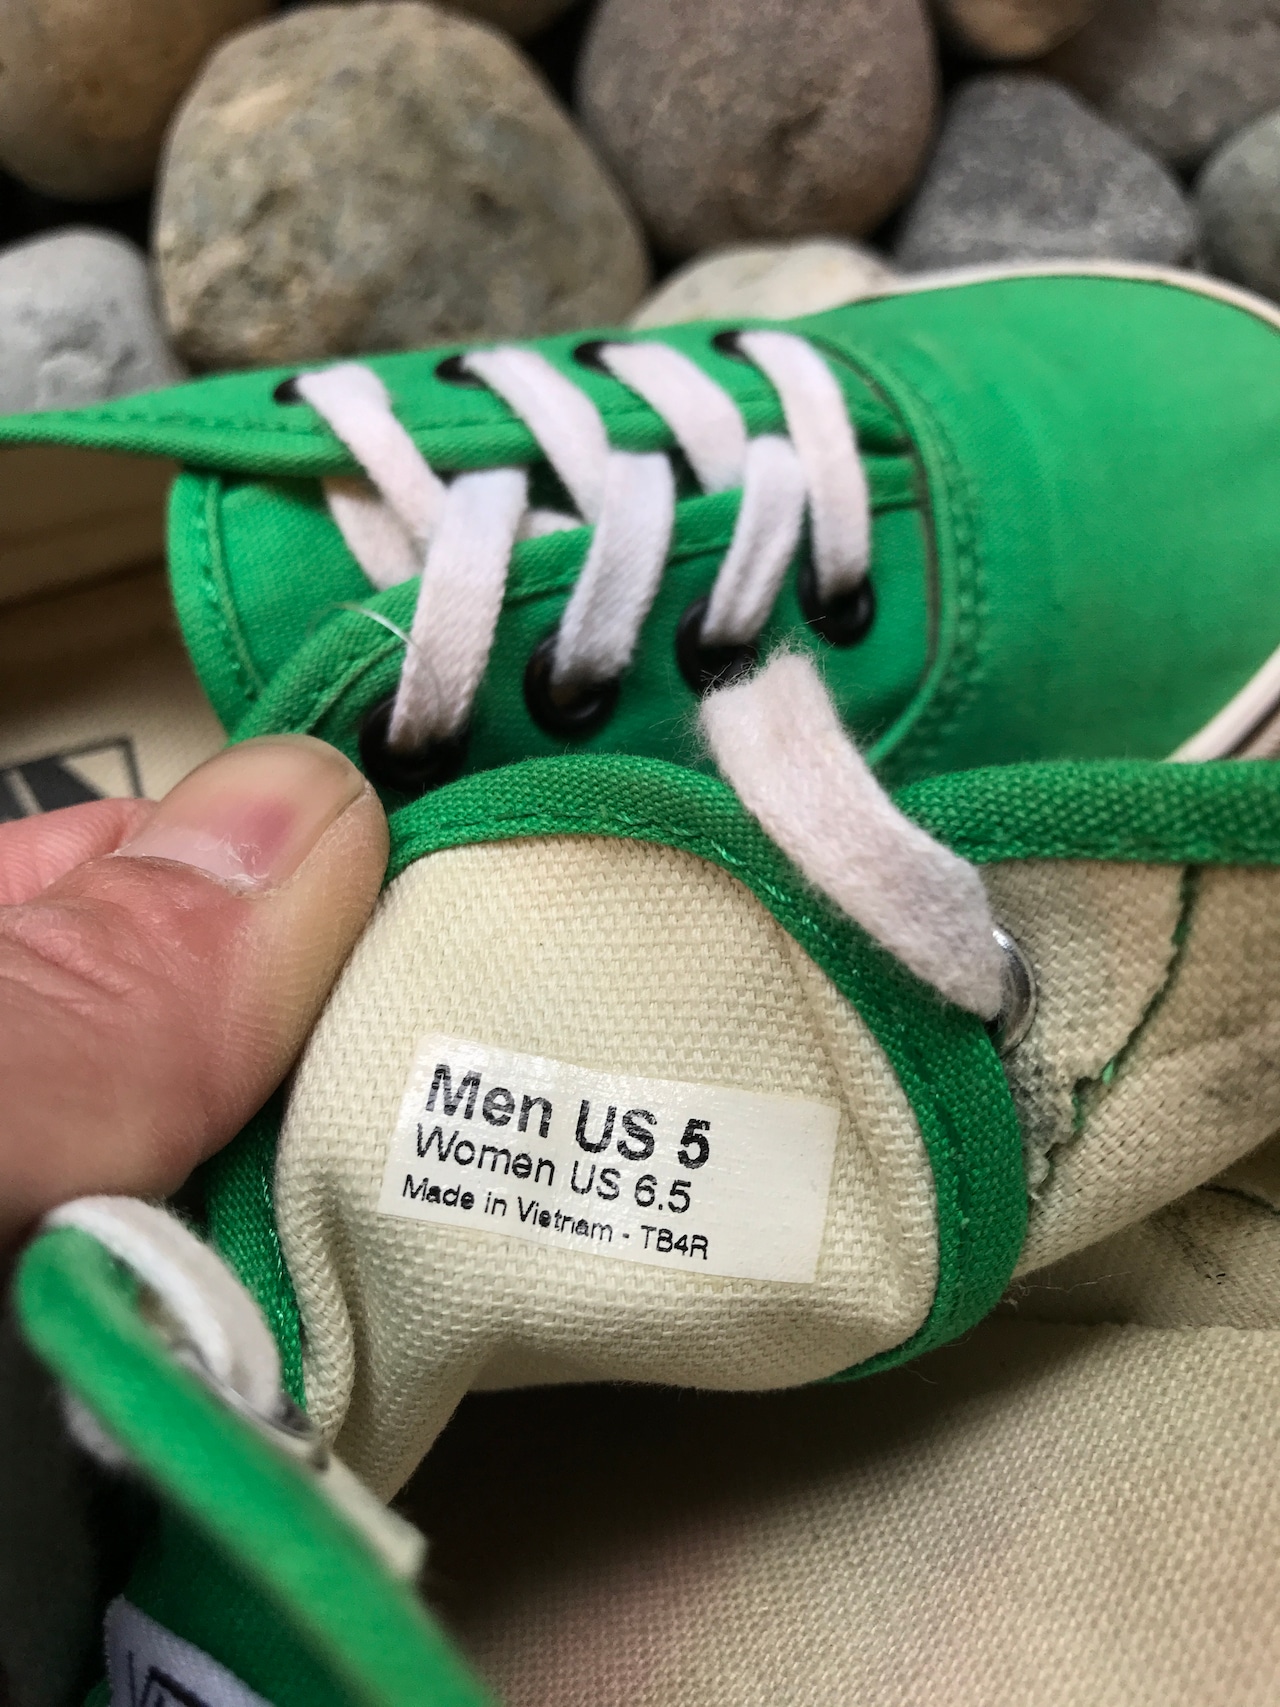 Men US 5
Women US 6.5
Made in Vietnam - TB4R